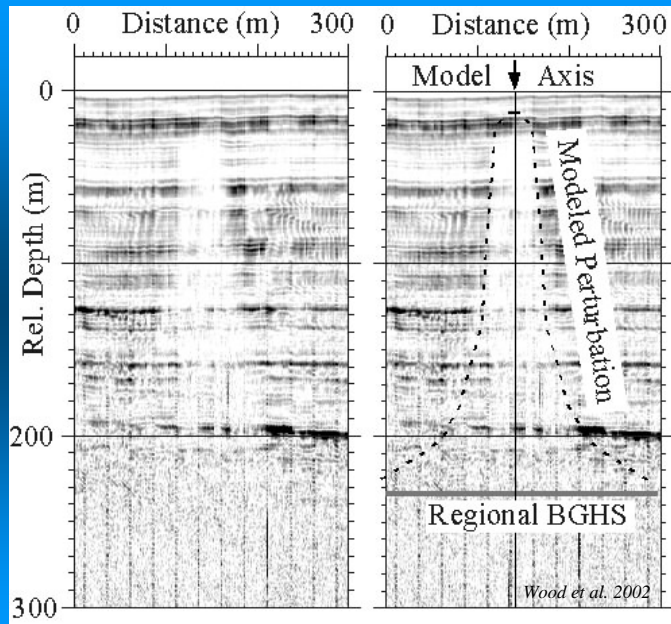 0 Distance (m) 300
0 Distance (m) 300
Model Axis
Modeled Perturbation
Rel. Depth (m)
0
200
300
Regional BGHS
Wood et al. 2002